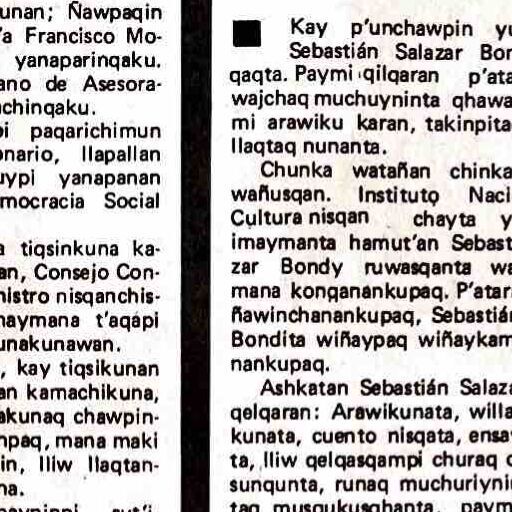 unan; Ñawpaqin
'a Francisco Mo-
yanaparinqaku.
ano de Asesora-
achinqaku.
pi paqarichimun
onario, llapallan
uypi yanapanan
mocracia Social
a tiqsinkuna ka-
an, Consejo Con-
nistro nisqanchis-
maymana t'aqapi
unakunawan.
, kay tiqsikunan
an kamachikuna,
akunaq chawpin-
npaq, mana maki
in, lliw llaqtan-
na.
Kay p'unchawpin yu
Sebastián Salazar Bon
qaqta. Paymi qilqaran p'ata
wajchaq muchuyninta qhawa
mi arawiku karan, takinpita
llaqtaq nunanta.
Chunka watañan chinka
wañusqan. Instituto Naci
Cultura nisqan chayta y
imaymanta hamut'an Sebast
zar Bondy ruwasqanta wa
mana konqanankupaq. P'atar
ñawinchanankupaq, Sebastiá
Bondita wiñaypaq wiñaykam
nankupaq.
Ashkatan Sebastián Salaza
qelqaran: Arawikunata, willa
kunata, cuento nisqata, ensay
ta, lliw qelqasqampi churaq
sunqunta, runaq muchuriynin
taq musqukusqhanta, paym